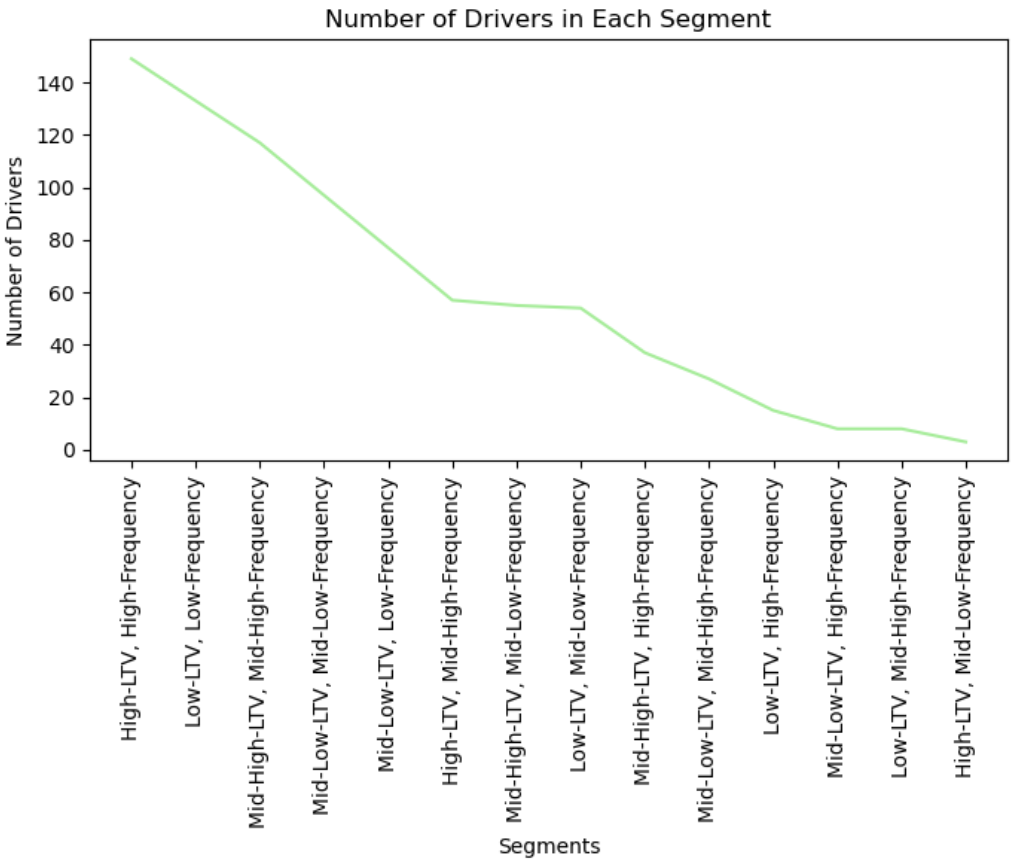 Number of Drivers in Each Segment
Number of Drivers
140
120
100
80
60
40
20
0
High-LTV, High-Frequency
Low-LTV, Low-Frequency
Mid-High-LTV, Mid-High-Frequency
Mid-Low-LTV, Mid-Low-Frequency
Mid-Low-LTV, Low-Frequency
High-LTV, Mid-High-Frequency
Mid-High-LTV, Mid-Low-Frequency
Low-LTV, Mid-Low-Frequency
Mid-High-LTV, High-Frequency
Mid-Low-LTV, Mid-High-Frequency
Low-LTV, High-Frequency
Mid-Low-LTV, High-Frequency
Low-LTV, Mid-High-Frequency
High-LTV, Mid-Low-Frequency
Segments